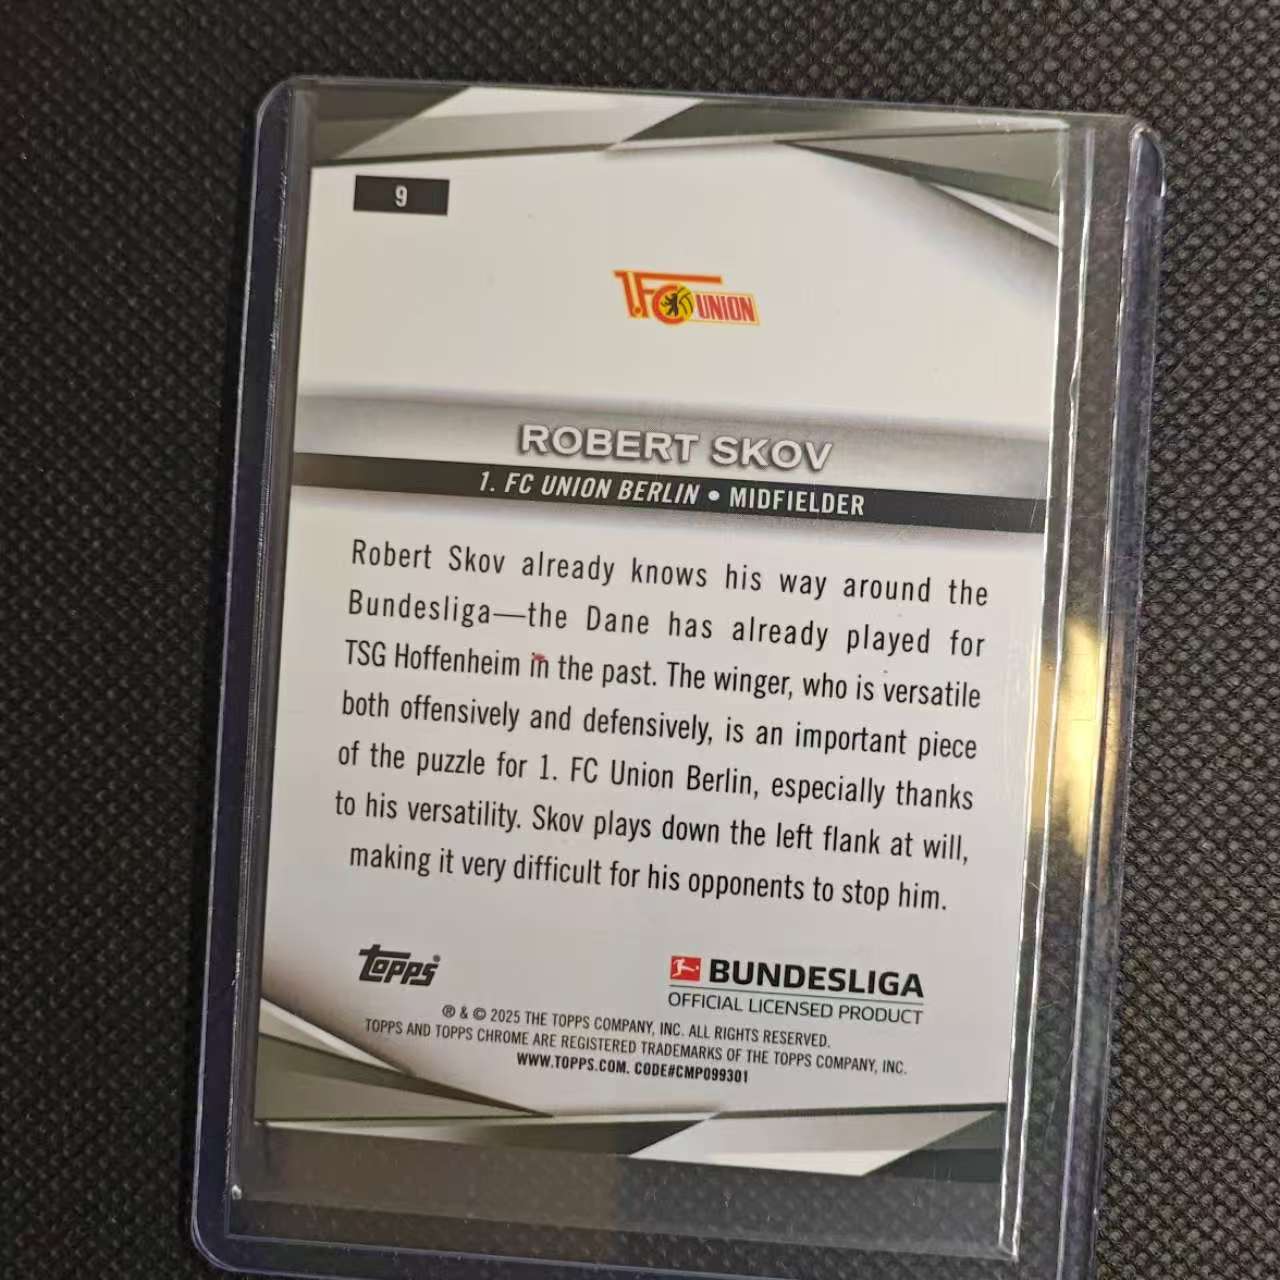 9
1.FC UNION
ROBERT SKOV
1. FC UNION BERLIN • MIDFIELDER
Robert Skov already knows his way around the
Bundesliga—the Dane has already played for
TSG Hoffenheim in the past. The winger, who is versatile
both offensively and defensively, is an important piece
of the puzzle for 1. FC Union Berlin, especially thanks
to his versatility. Skov plays down the left flank at will,
making it very difficult for his opponents to stop him.
topps®
BUNDESLIGA
OFFICIAL LICENSED PRODUCT
® & © 2025 THE TOPPS COMPANY, INC. ALL RIGHTS RESERVED.
TOPPS AND TOPPS CHROME ARE REGISTERED TRADEMARKS OF THE TOPPS COMPANY, INC.
WWW.TOPPS.COM. CODE#CMP099301